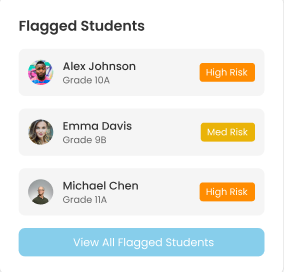 Flagged Students
Alex Johnson
Grade 10A
High Risk
Emma Davis
Grade 9B
Med Risk
Michael Chen
Grade 11A
High Risk
View All Flagged Students